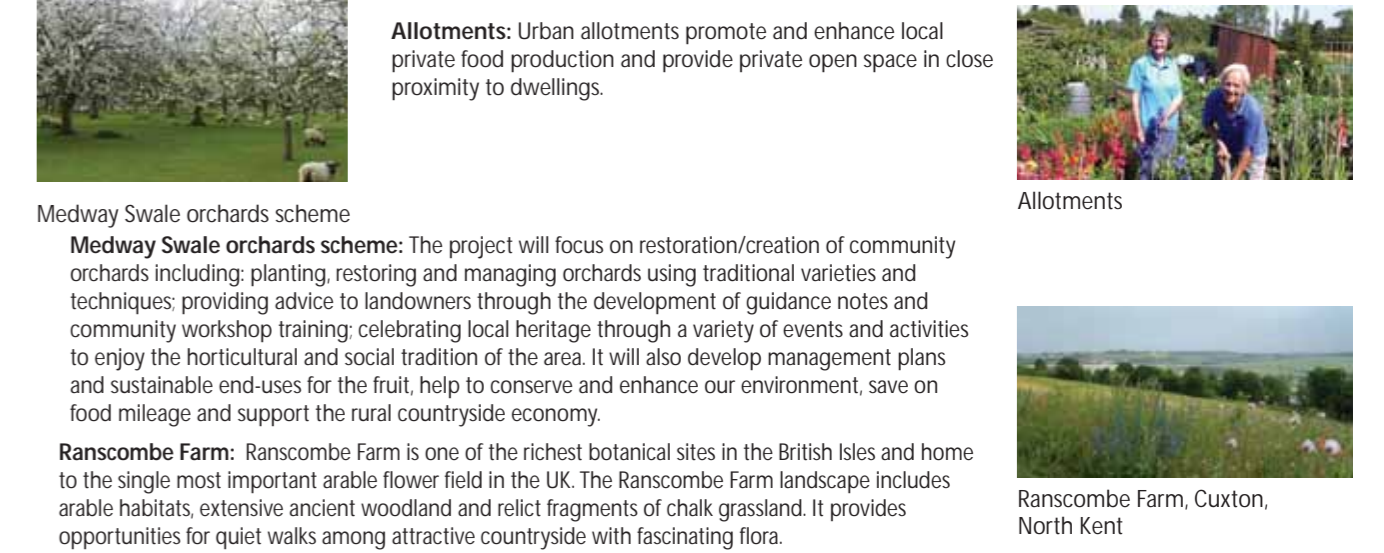 Allotments: Urban allotments promote and enhance local
private food production and provide private open space in close
proximity to dwellings.
Allotments
Medway Swale orchards scheme
Medway Swale orchards scheme: The project will focus on restoration/creation of community
orchards including: planting, restoring and managing orchards using traditional varieties and
techniques; providing advice to landowners through the development of guidance notes and
community workshop training; celebrating local heritage through a variety of events and activities
to enjoy the horticultural and social tradition of the area. It will also develop management plans
and sustainable end-uses for the fruit, help to conserve and enhance our environment, save on
food mileage and support the rural countryside economy.
Ranscombe Farm: Ranscombe Farm is one of the richest botanical sites in the British Isles and home
to the single most important arable flower field in the UK. The Ranscombe Farm landscape includes
arable habitats, extensive ancient woodland and relict fragments of chalk grassland. It provides
opportunities for quiet walks among attractive countryside with fascinating flora.
Ranscombe Farm, Cuxton,
North Kent